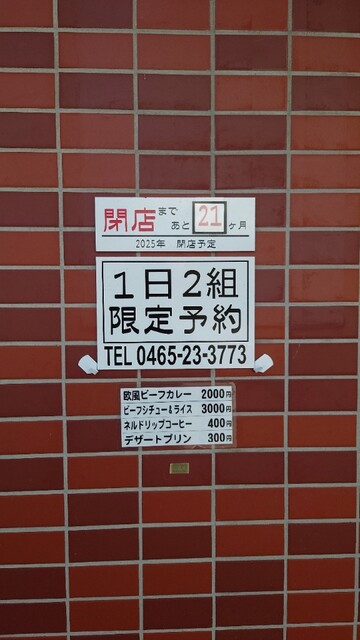 閉店まで あと 21 ヶ月
2025年 閉店予定
1日2組
限定予約
TEL 0465-23-3773
欧風ビーフカレー 2000円
ビーフシチュー&ライス 3000円
ネルドリップコーヒー 400円
デザートプリン 300円